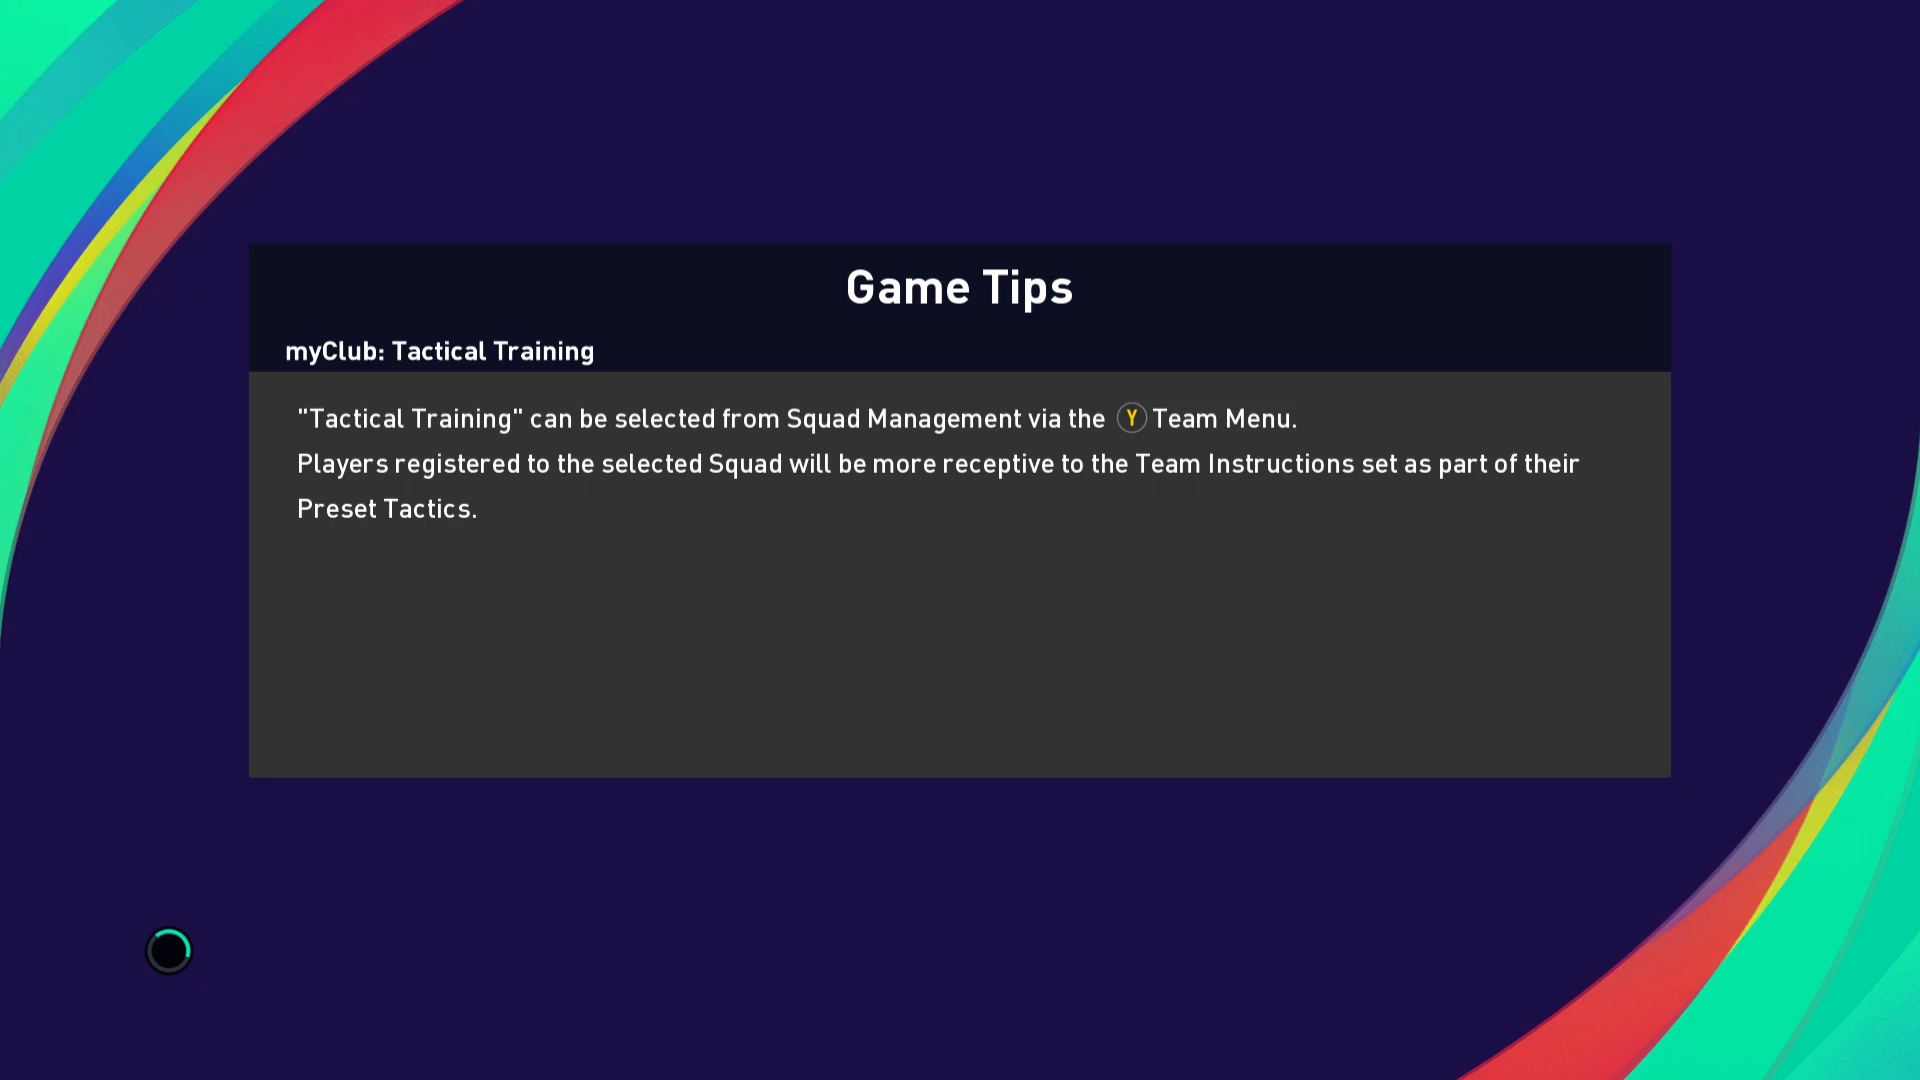 Game Tips
myClub: Tactical Training
"Tactical Training" can be selected from Squad Management via the Y Team Menu.
Players registered to the selected Squad will be more receptive to the Team Instructions set as part of their
Preset Tactics.